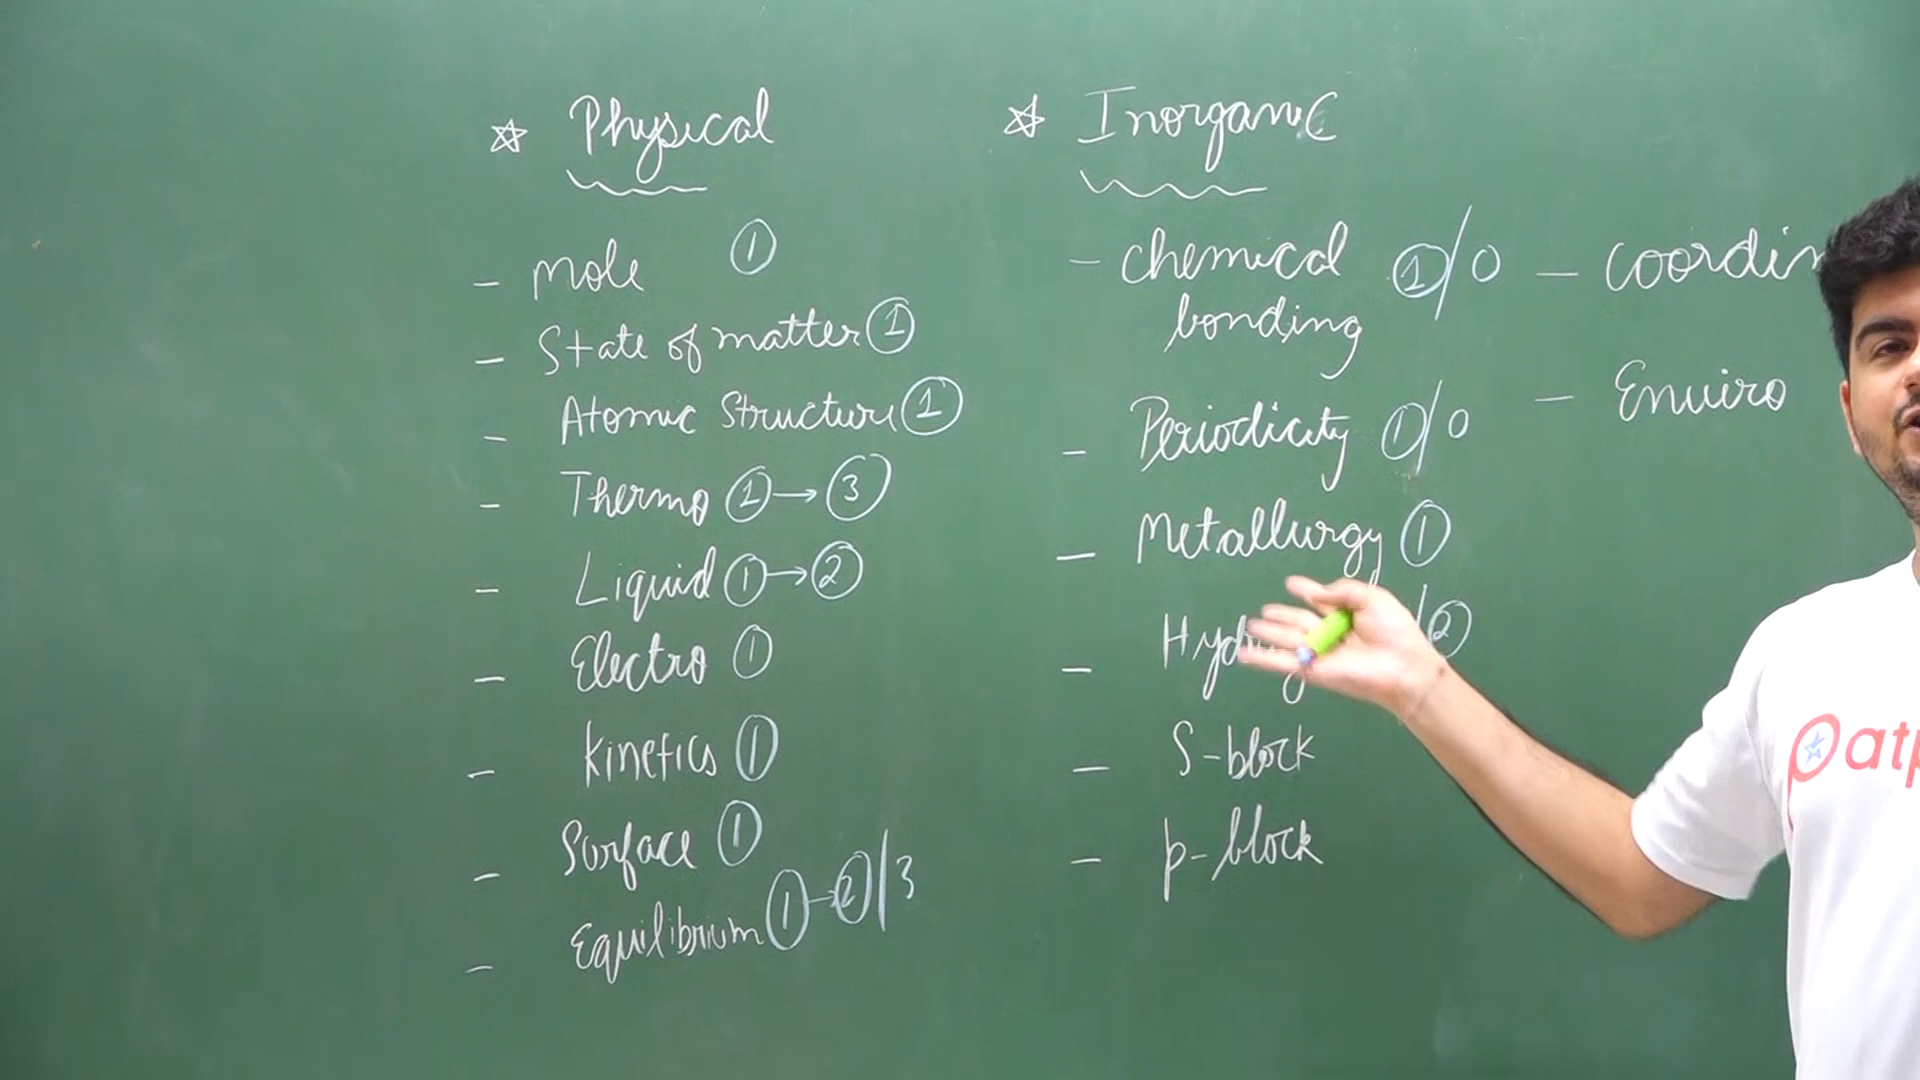 ☆ Physical
- Mole ①
- State of matter ①
- Atomic Structure ①
- Thermo ① → ③
- Liquid ① → ②
- Electro ①
- Kinetics ①
- Surface ①
- Equilibrium ① → ②/3
☆ Inorganic
- Chemical ①/0
bonding
- Periodicity ①/0
- Metallurgy ①
- /②
- S-block
- p-block
- Coordin
- Enviro
atp